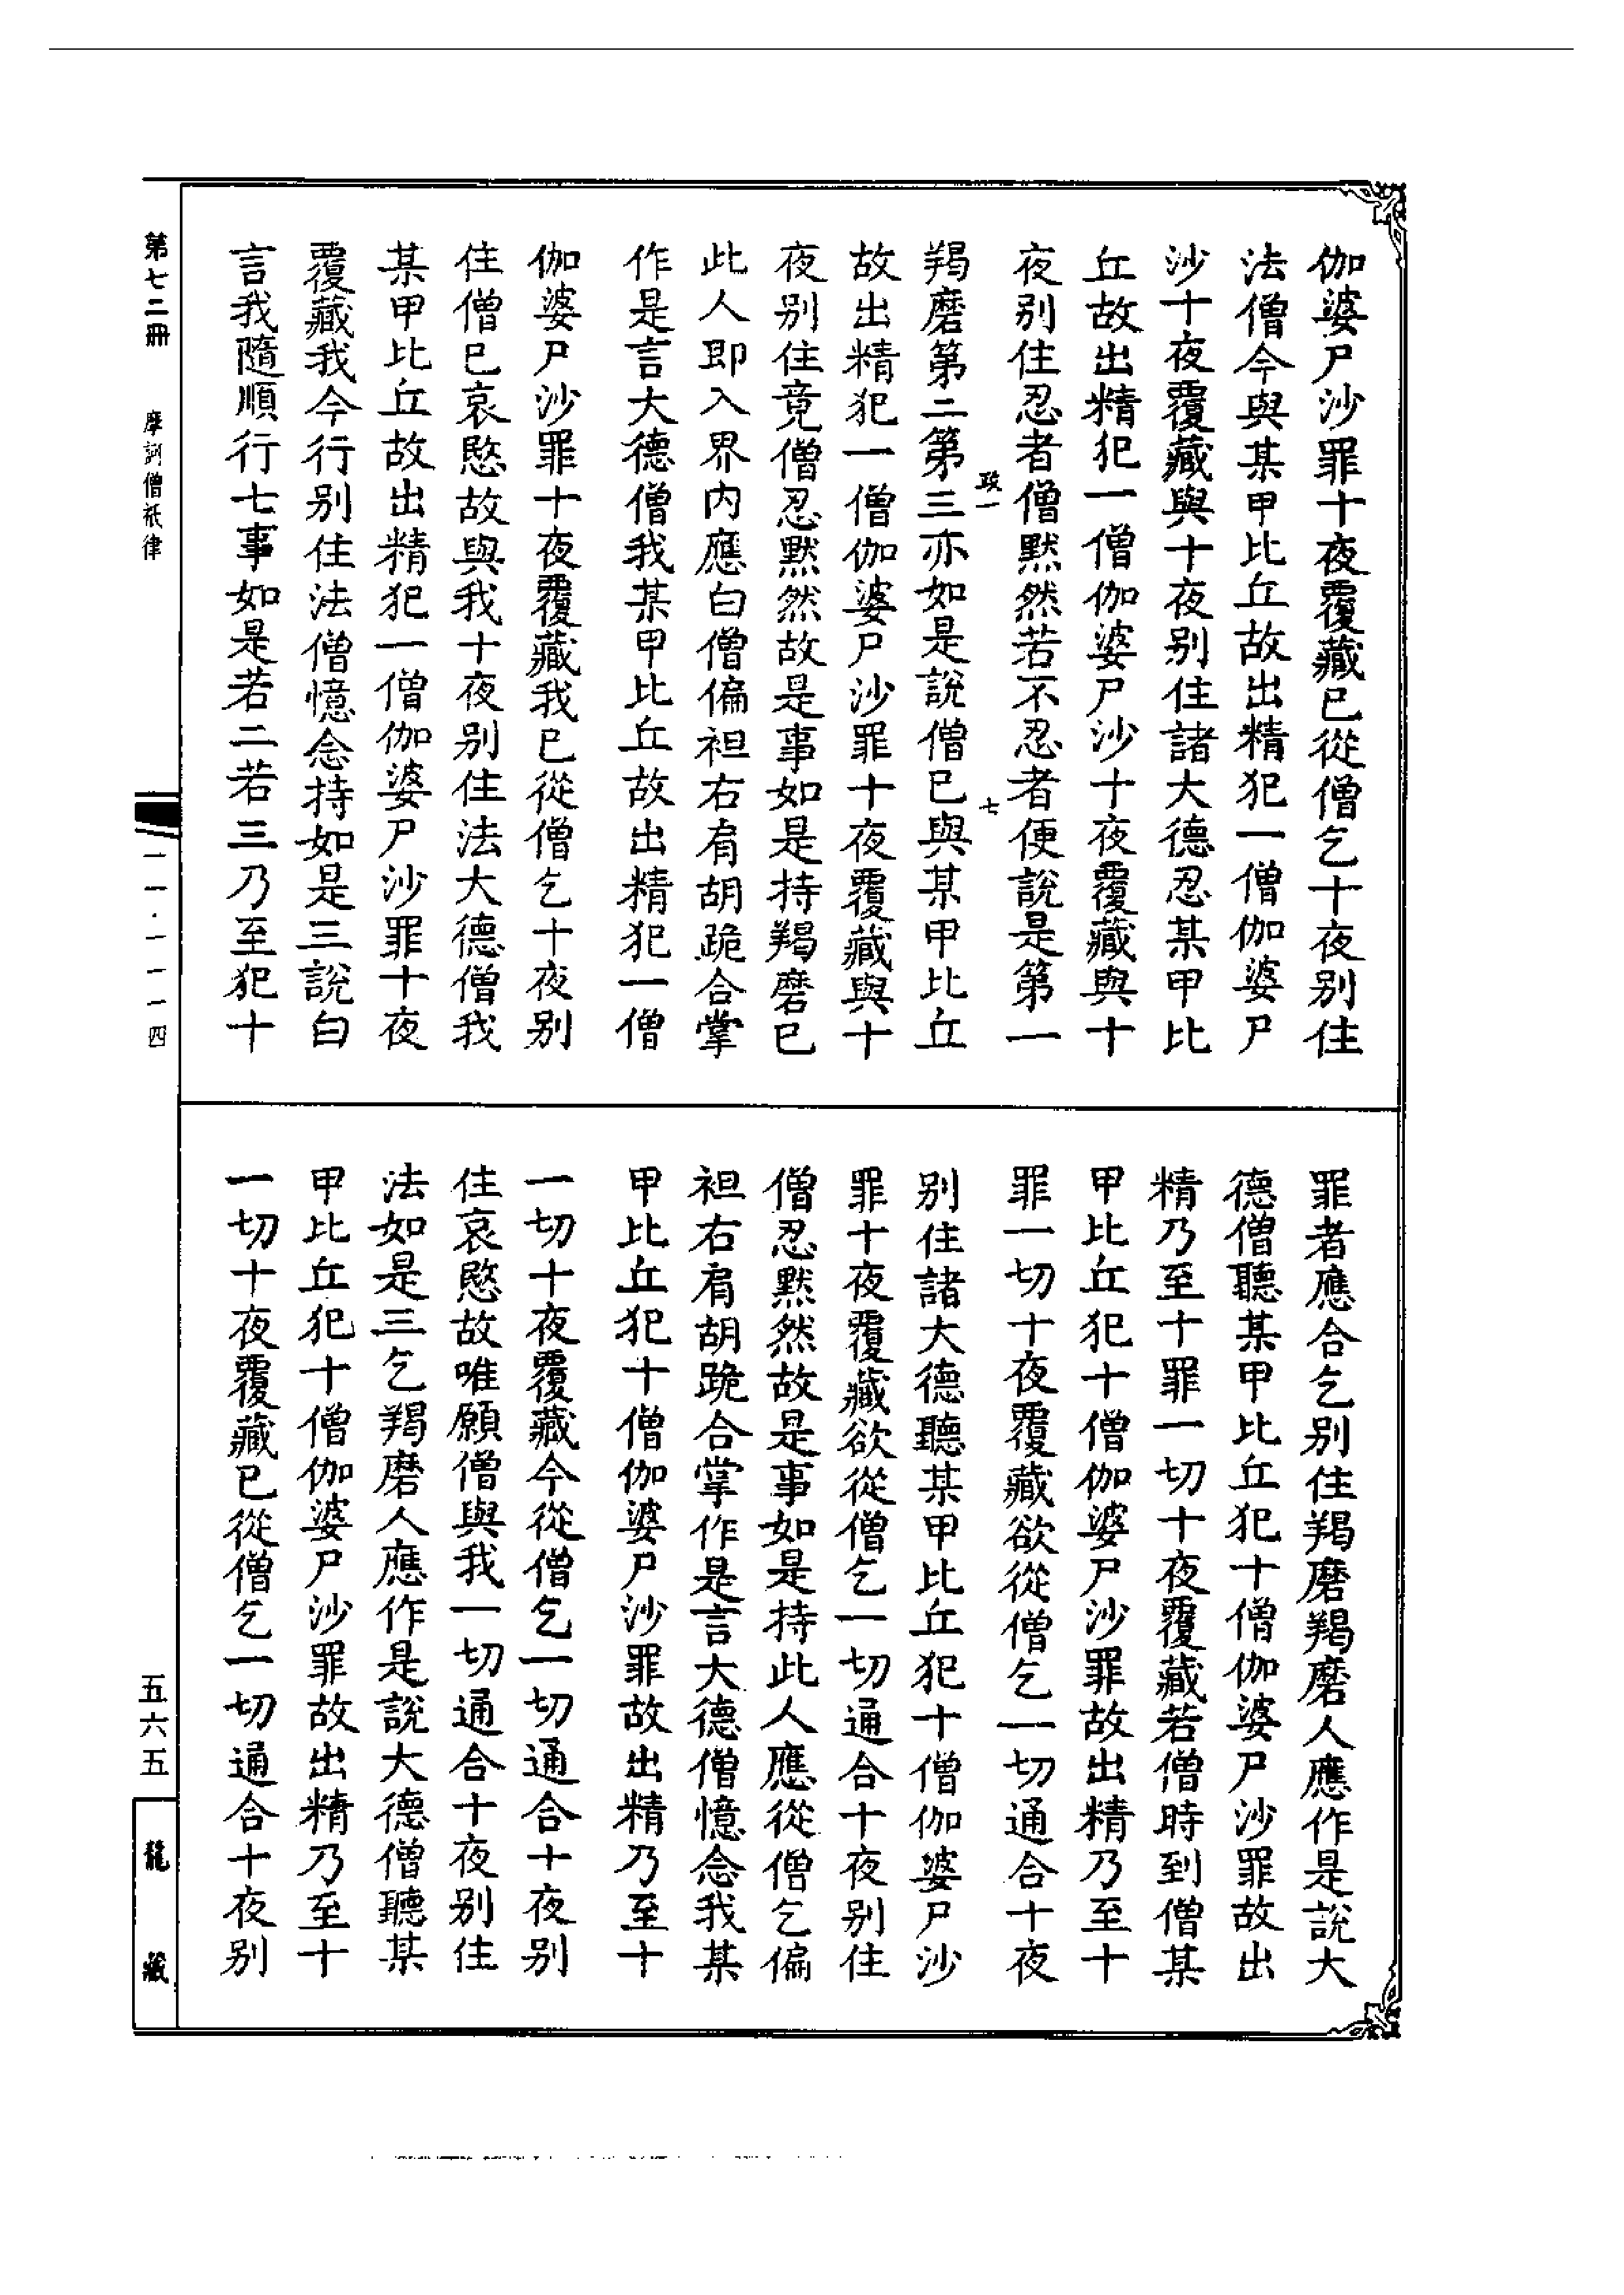 伽婆尸沙罪十夜覆藏已從僧乞十夜别住
法僧今與某甲比丘故出精犯一僧伽婆尸
沙十夜覆藏與十夜别住諸大德忍某甲比
丘故出精犯一僧伽婆尸沙十夜覆藏與十
夜别住忍者僧默然若不忍者便說是第一
羯磨第二第三亦如是說僧已與某甲比丘
故出精犯一僧伽婆尸沙罪十夜覆藏與十
夜别住竟僧忍默然故是事如是持羯磨已
此人即入界内應白僧偏袒右肩胡跪合掌
作是言大德僧我某甲比丘故出精犯一僧
伽婆尸沙罪十夜覆藏我已從僧乞十夜别
住僧已哀愍故與我十夜别住法大德僧我
某甲比丘故出精犯一僧伽婆尸沙罪十夜
覆藏我今行别住法僧憶念持如是三說白
言我隨順行七事如是若二若三乃至犯十
七
第七二冊
摩訶僧祇律
一一·一一一四
罪者應合乞别住羯磨羯磨人應作是說大
德僧聽某甲比丘犯十僧伽婆尸沙罪故出
精乃至十罪一切十夜覆藏若僧時到僧某
甲比丘犯十僧伽婆尸沙罪故出精乃至十
罪一切十夜覆藏欲從僧乞一切通合十夜
别住諸大德聽某甲比丘犯十僧伽婆尸沙
罪十夜覆藏欲從僧乞一切通合十夜别住
僧忍默然故是事如是持此人應從僧乞偏
袒右肩胡跪合掌作是言大德僧憶念我某
甲比丘犯十僧伽婆尸沙罪故出精乃至十
一切十夜覆藏今從僧乞一切通合十夜别
住哀愍故唯願僧與我一切通合十夜别住
法如是三乞羯磨人應作是說大德僧聽某
甲比丘犯十僧伽婆尸沙罪故出精乃至十
一切十夜覆藏已從僧乞一切通合十夜别
五六五
龍藏